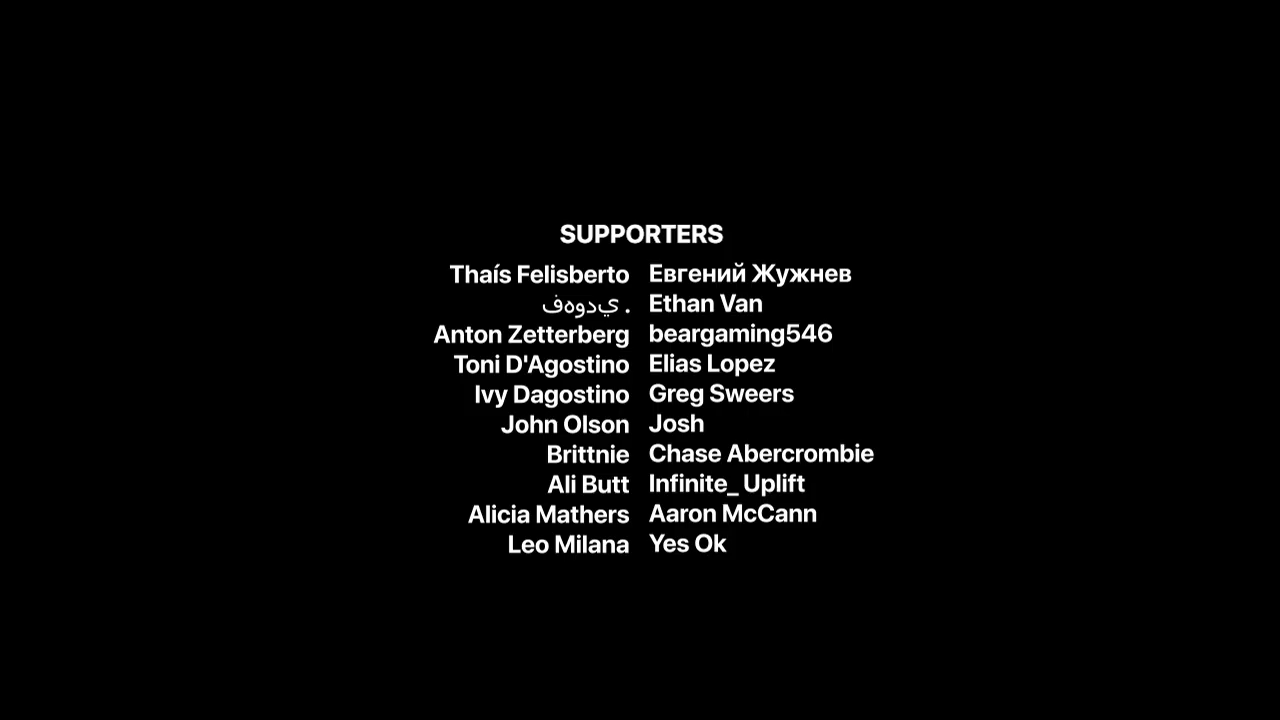 SUPPORTERS
Thaís Felisberto Евгений Жужнев
يدوهف . Ethan Van
Anton Zetterberg beargaming546
Toni D'Agostino Elias Lopez
Ivy Dagostino Greg Sweers
John Olson Josh
Brittnie Chase Abercrombie
Ali Butt Infinite_ Uplift
Alicia Mathers Aaron McCann
Leo Milana Yes Ok